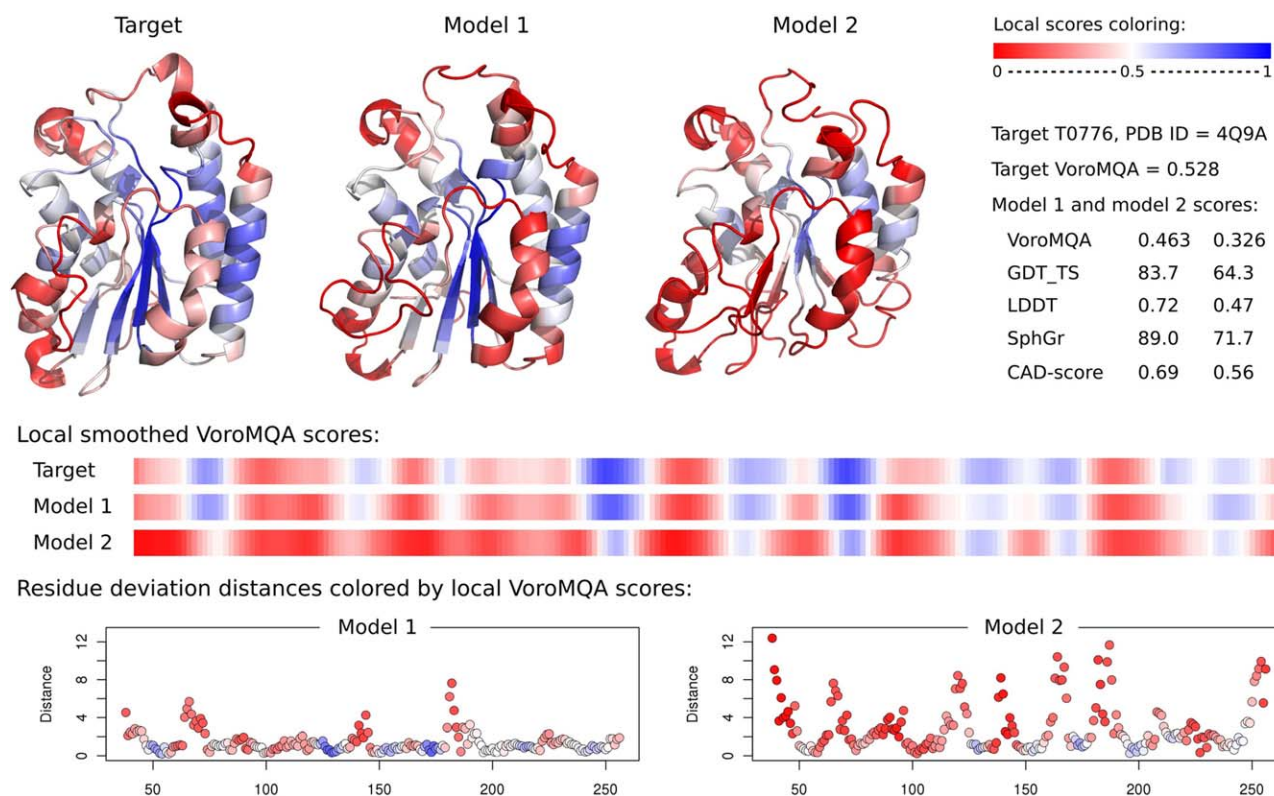 Target
Model 1
Model 2
Local scores coloring:
0 ---------------- 0.5 ---------------- 1
Target T0776, PDB ID = 4Q9A
Target VoroMQA = 0.528
Model 1 and model 2 scores:
VoroMQA 0.463 0.326
GDT_TS 83.7 64.3
LDDT 0.72 0.47
SphGr 89.0 71.7
CAD-score 0.69 0.56
Local smoothed VoroMQA scores:
Target
Model 1
Model 2
Residue deviation distances colored by local VoroMQA scores:
Model 1
Distance
12
8
4
0
50 100 150 200 250
Model 2
Distance
12
8
4
0
50 100 150 200 250